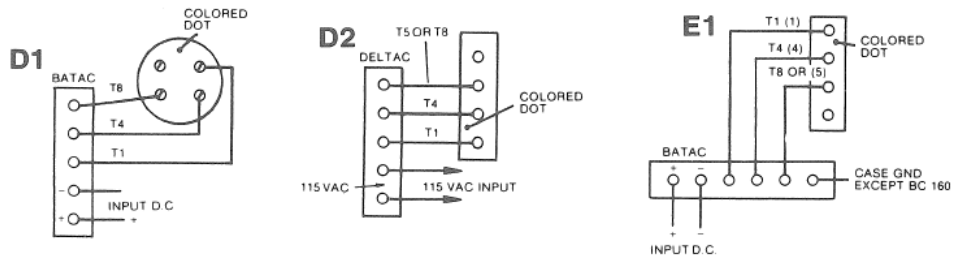 D1
COLORED
DOT
BATAC
T8
T4
T1
−
INPUT D.C
+
+
D2
T5 OR T8
DELTAC
T4
COLORED
DOT
T1
115 VAC
115 VAC INPUT
E1
T1 (1)
T4 (4)
COLORED
DOT
T8 OR (5)
BATAC
+ −
CASE GND
EXCEPT BC 160
+ −
INPUT D.C.